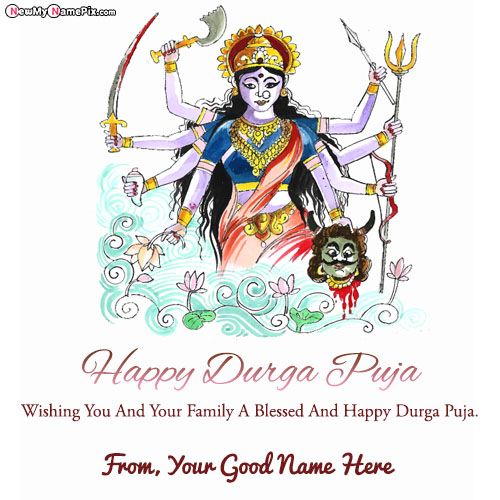 NewMyNamePix.com
Happy Durga Puja
Wishing You And Your Family A Blessed And Happy Durga Puja.
From, Your Good Name Here